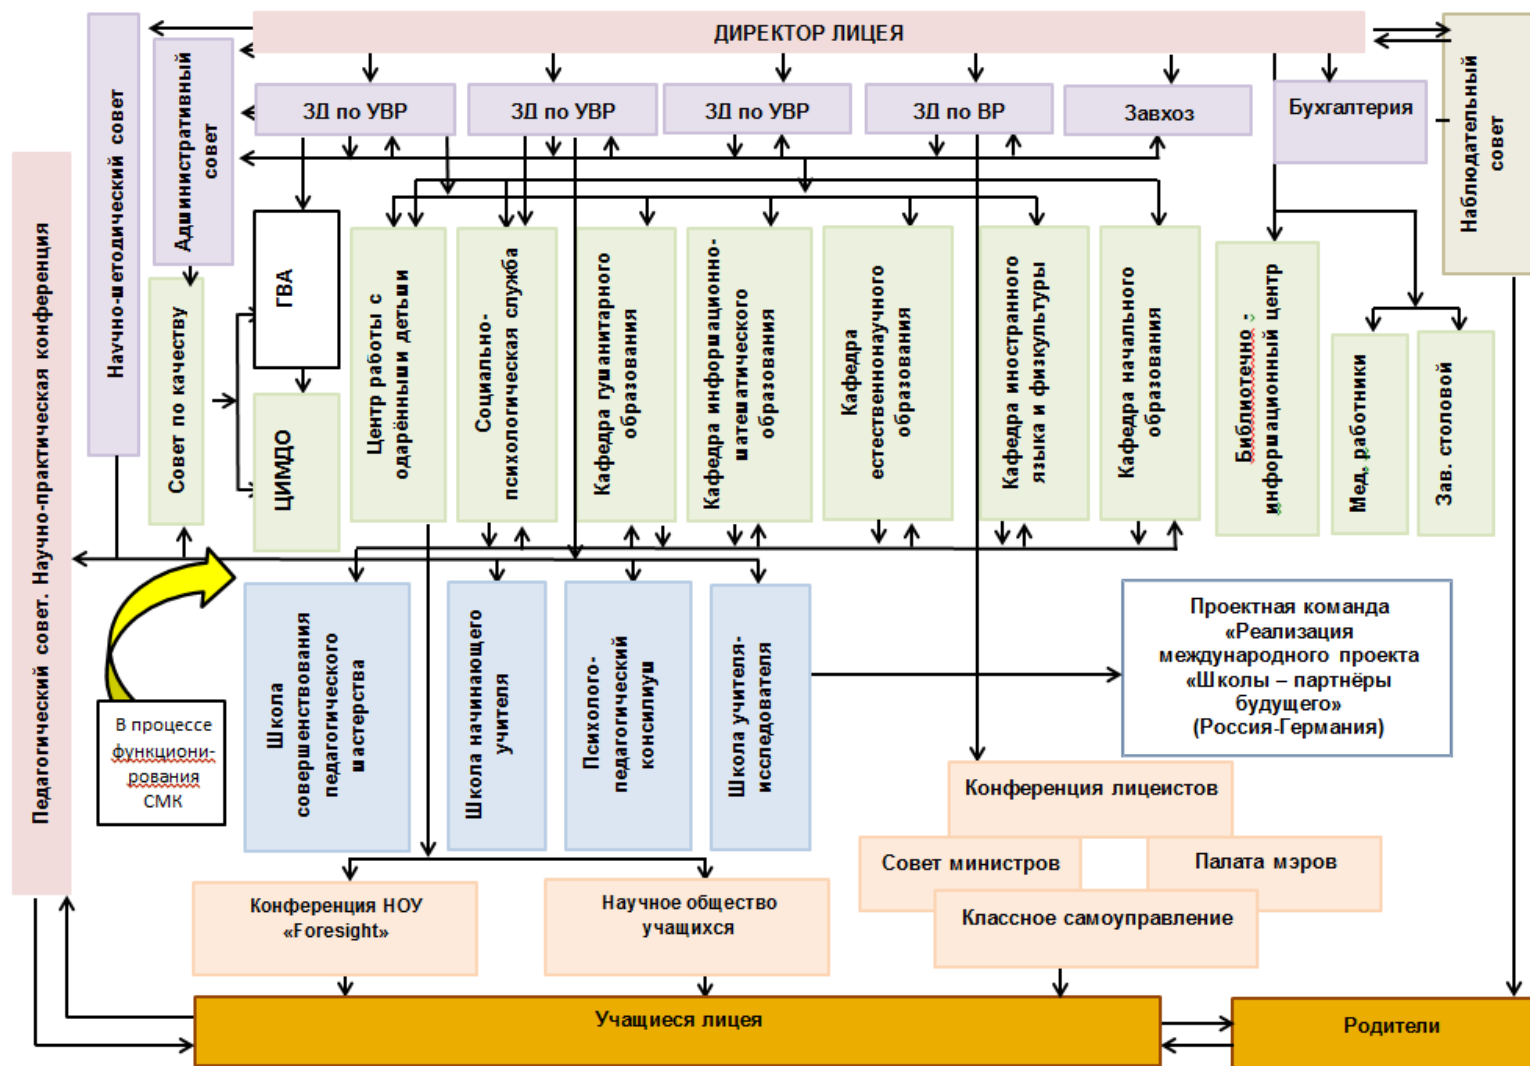 ДИРЕКТОР ЛИЦЕЯ
ЗД по УВР
ЗД по УВР
ЗД по УВР
ЗД по ВР
Завхоз
Бухгалтерия
Наблюдательный
совет
Научно-методический совет
Административный
совет
Педагогический совет. Научно-практическая конференция
Совет по качеству
ГВА
ЦИМДО
Центр работы с
одарёнными детьми
Социально-
психологическая служба
Кафедра гуманитарного
образования
Кафедра информационно-
математического
образования
Кафедра
естественнонаучного
образования
Кафедра иностранного
языка и физкультуры
Кафедра начального
образования
Библиотечно -
информационный центр
Мед. работники
Зав. столовой
В процессе
функциони-
рования
СМК
Школа
совершенствования
педагогического
мастерства
Школа начинающего
учителя
Психолого-
педагогический
консилиум
Школа учителя-
исследователя
Проектная команда
«Реализация
международного проекта
«Школы – партнёры
будущего»
(Россия-Германия)
Конференция лицеистов
Совет министров
Палата мэров
Классное самоуправление
Конференция НОУ
«Foresight»
Научное общество
учащихся
Учащиеся лицея
Родители